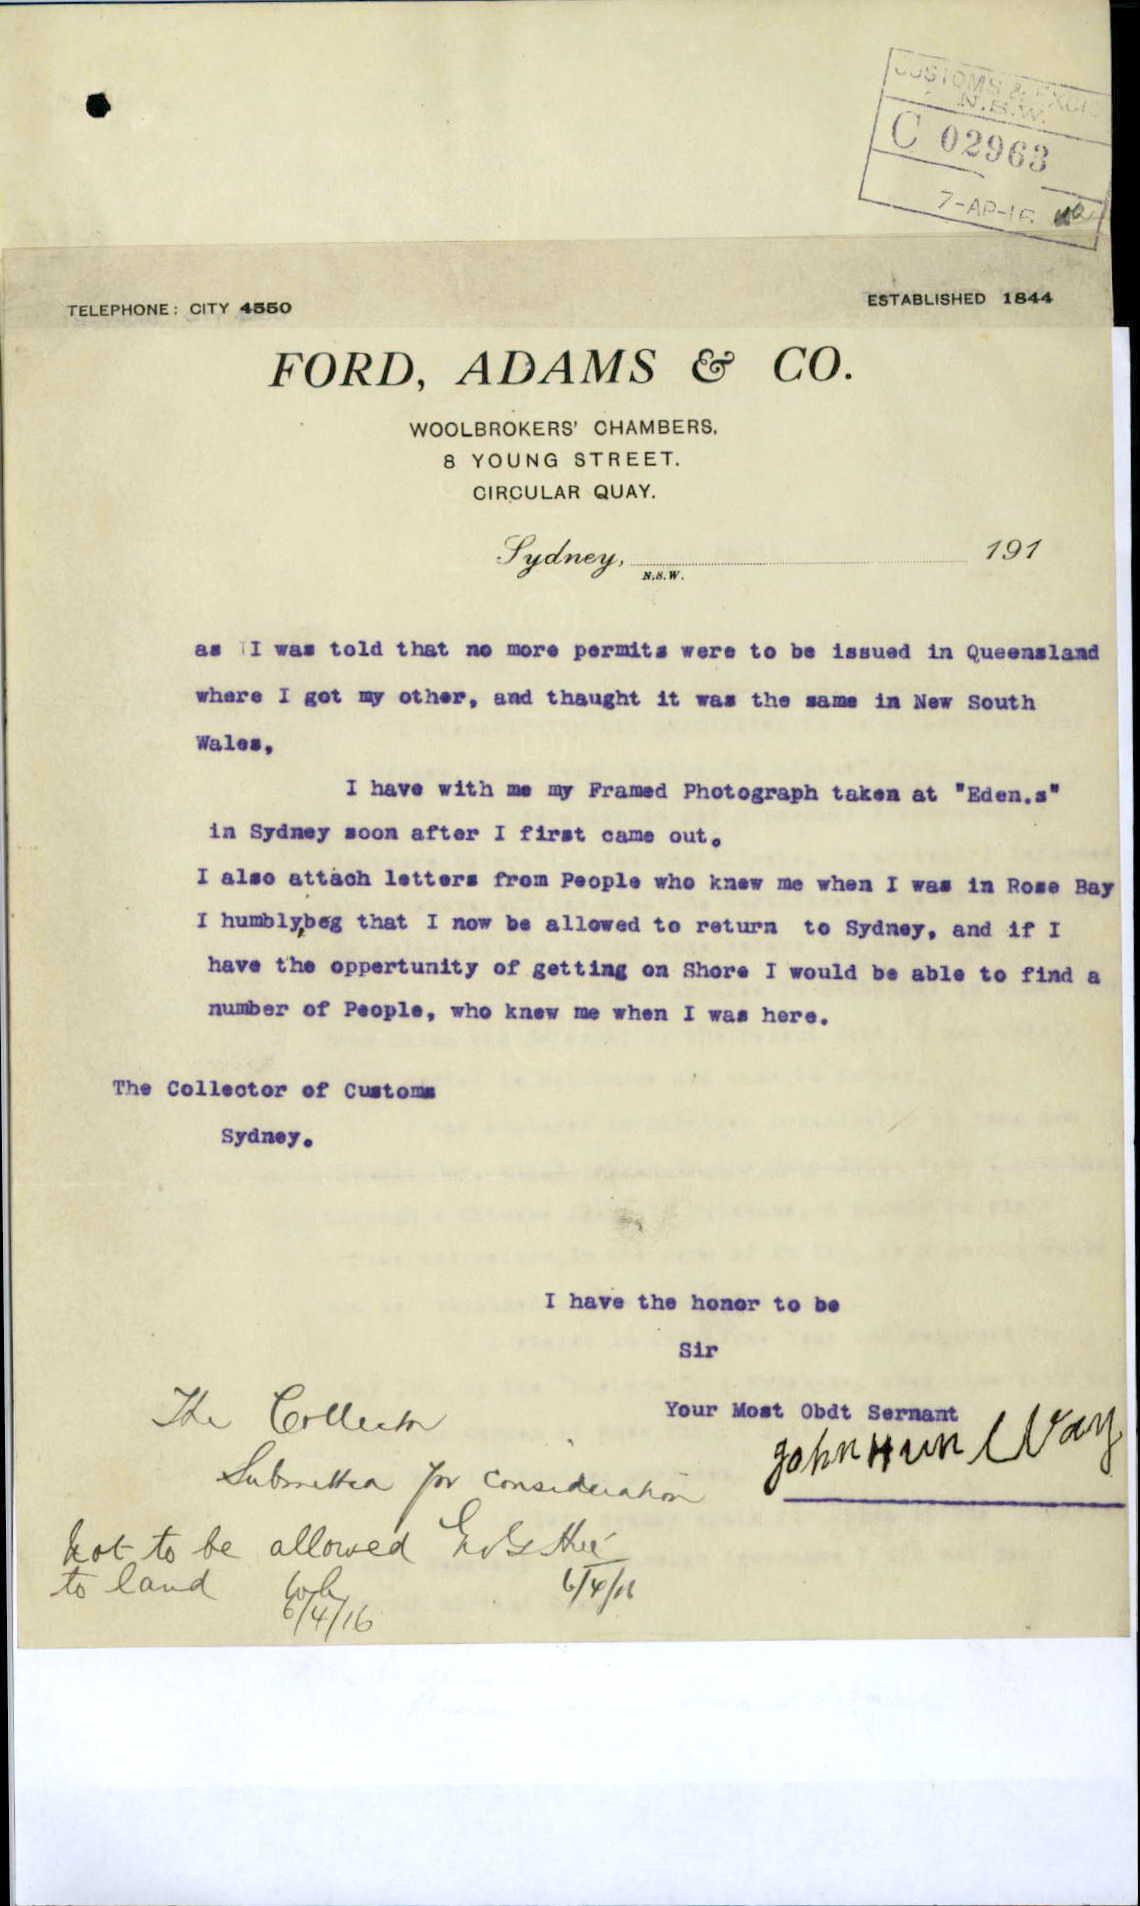 CUSTOMS & EXCISE
N.S.W.
C 02963
7-AP-16
TELEPHONE: CITY 4550
ESTABLISHED 1844
FORD, ADAMS & CO.
WOOLBROKERS' CHAMBERS.
8 YOUNG STREET.
CIRCULAR QUAY.
Sydney, 191
N.S.W.
as I was told that no more permits were to be issued in Queensland
where I got my other, and thaught it was the same in New South
Wales,
I have with me my Framed Photograph taken at "Eden.s"
in Sydney soon after I first came out.
I also attach letters from People who knew me when I was in Rose Bay
I humbly,beg that I now be allowed to return to Sydney, and if I
have the oppertunity of getting on Shore I would be able to find a
number of People, who knew me when I was here.
The Collector of Customs
Sydney.
I have the honor to be
Sir
Your Most Obdt Sernant
John Hun Way
The Collector
Submitted for consideration
Not to be allowed
to land
6/4/16
6/4/16